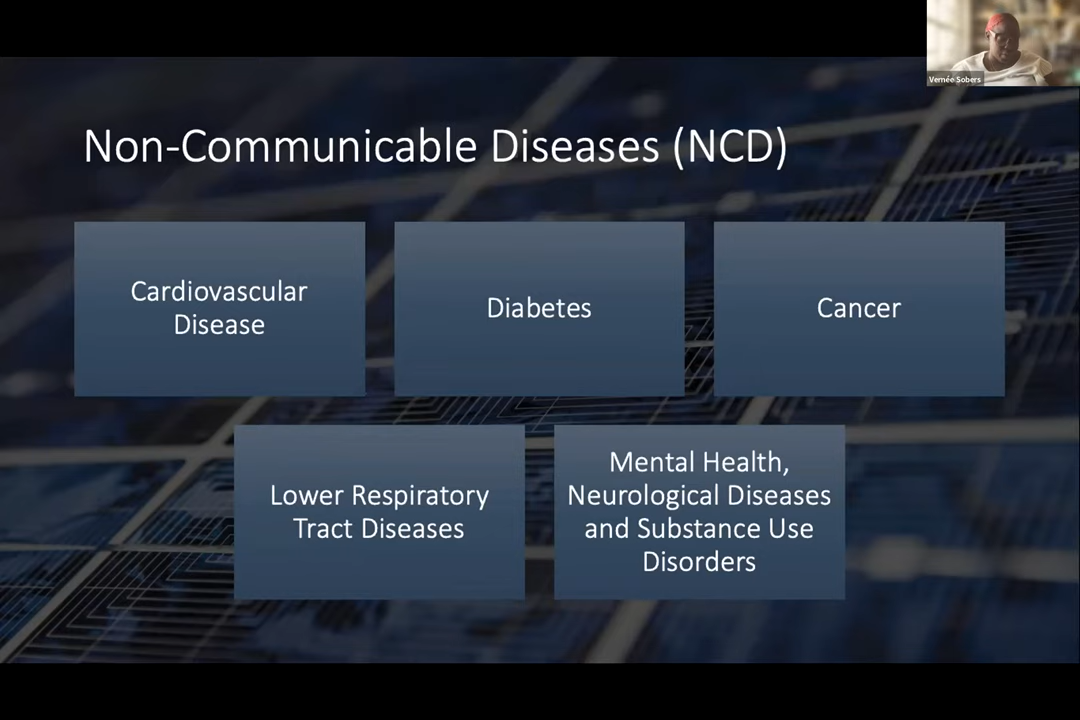 Vernée Sobers
Non-Communicable Diseases (NCD)
Cardiovascular
Disease
Diabetes
Cancer
Lower Respiratory
Tract Diseases
Mental Health,
Neurological Diseases
and Substance Use
Disorders